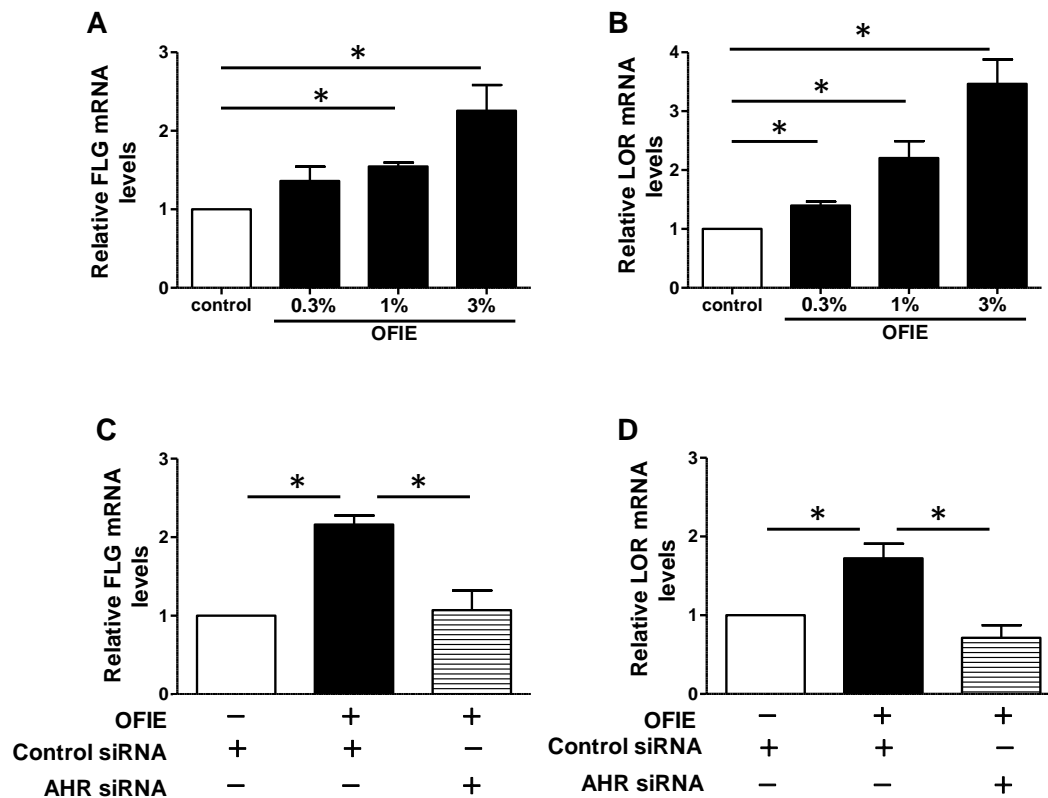 A
Relative FLG mRNA
levels
3
2
1
0
*
*
control
0.3%
1%
3%
OFIE
B
Relative LOR mRNA
levels
4
3
2
1
0
*
*
*
control
0.3%
1%
3%
OFIE
C
Relative FLG mRNA
levels
3
2
1
0
*
*
OFIE − + +
Control siRNA + + −
AHR siRNA − − +
D
Relative LOR mRNA
levels
3
2
1
0
*
*
OFIE − + +
Control siRNA + + −
AHR siRNA − − +